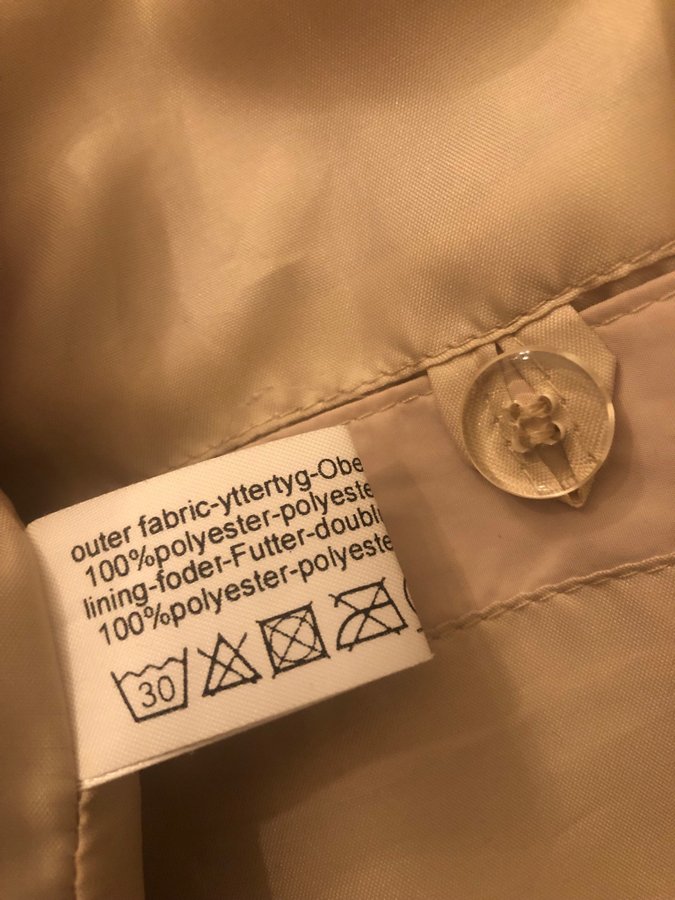 outer fabric-yttertyg-Obe
100%polyester-polyeste
lining-foder-Futter-doubl
100%polyester-polyeste
30